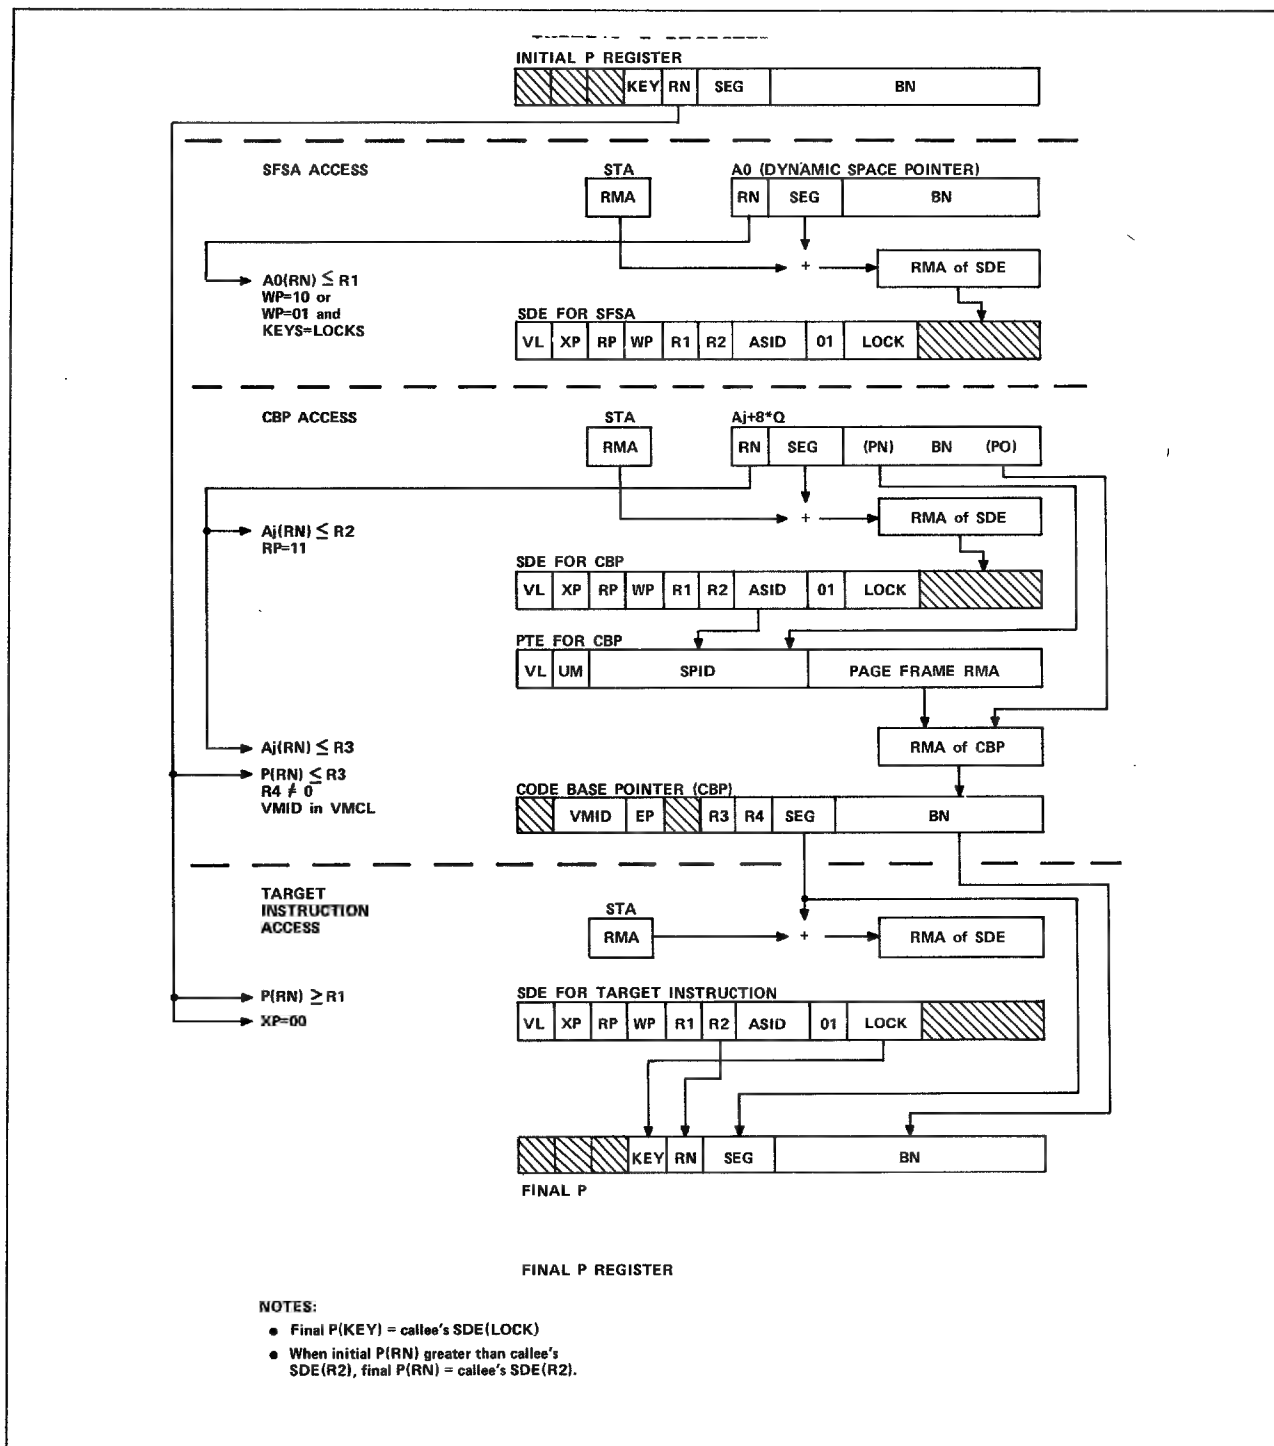 INITIAL P REGISTER
KEY RN SEG BN
SFSA ACCESS
STA
A0 (DYNAMIC SPACE POINTER)
RMA
RN SEG BN
+
RMA of SDE
A0(RN) ≤ R1
WP=10 or
WP=01 and
KEYS=LOCKS
SDE FOR SFSA
VL XP RP WP R1 R2 ASID 01 LOCK
CBP ACCESS
STA
Aj+8*Q
RMA
RN SEG (PN) BN (PO)
+
RMA of SDE
Aj(RN) ≤ R2
RP=11
SDE FOR CBP
VL XP RP WP R1 R2 ASID 01 LOCK
PTE FOR CBP
VL UM SPID PAGE FRAME RMA
RMA of CBP
Aj(RN) ≤ R3
P(RN) ≤ R3
R4 ≠ 0
VMID in VMCL
CODE BASE POINTER (CBP)
VMID EP R3 R4 SEG BN
TARGET
INSTRUCTION
ACCESS
STA
RMA
+
RMA of SDE
P(RN) ≥ R1
XP=00
SDE FOR TARGET INSTRUCTION
VL XP RP WP R1 R2 ASID 01 LOCK
KEY RN SEG BN
FINAL P
FINAL P REGISTER
NOTES:
● Final P(KEY) = callee's SDE(LOCK)
● When initial P(RN) greater than callee's
SDE(R2), final P(RN) = callee's SDE(R2).